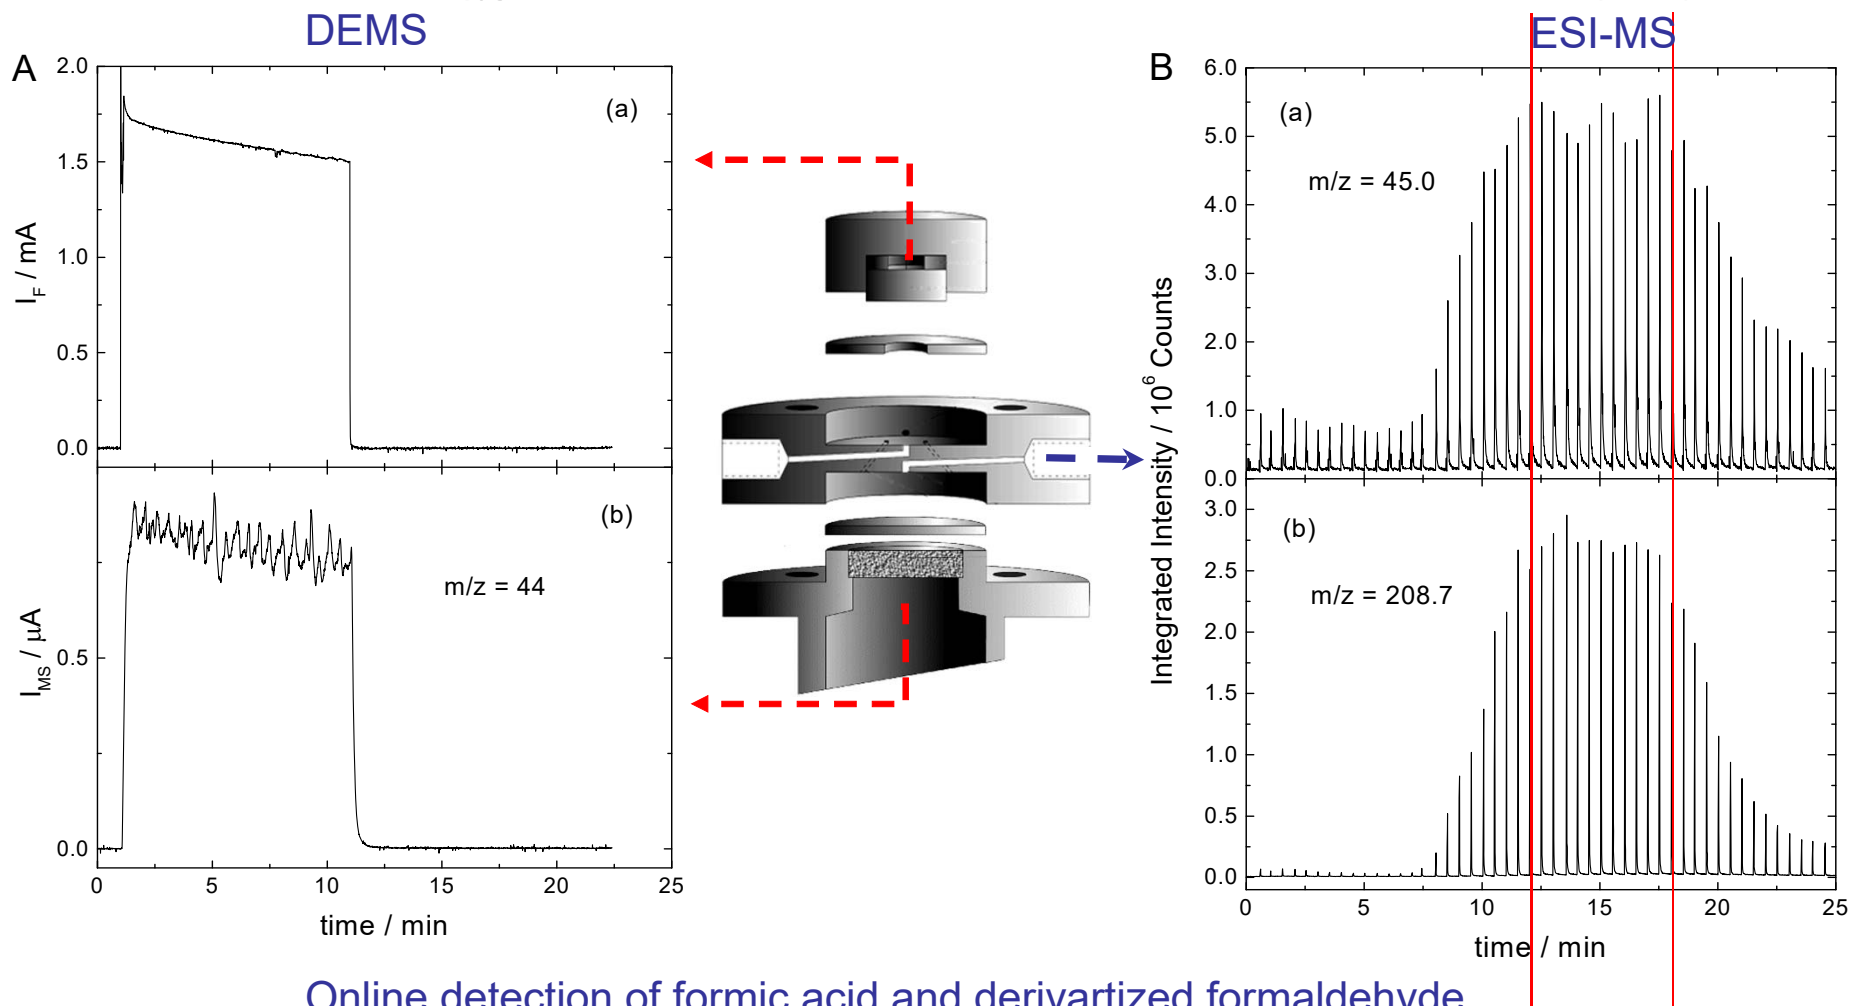 DEMS
ESI-MS
A
2.0
1.5
1.0
0.5
0.0
I_F / mA
(a)
0.5
0.0
I_MS / µA
(b)
m/z = 44
0 5 10 15 20 25
time / min
B
6.0
5.0
4.0
3.0
2.0
1.0
0.0
(a)
m/z = 45.0
Integrated Intensity / 10^6 Counts
3.0
2.5
2.0
1.5
1.0
0.5
0.0
(b)
m/z = 208.7
0 5 10 15 20 25
time / min
Online detection of formic acid and derivartized formaldehyde